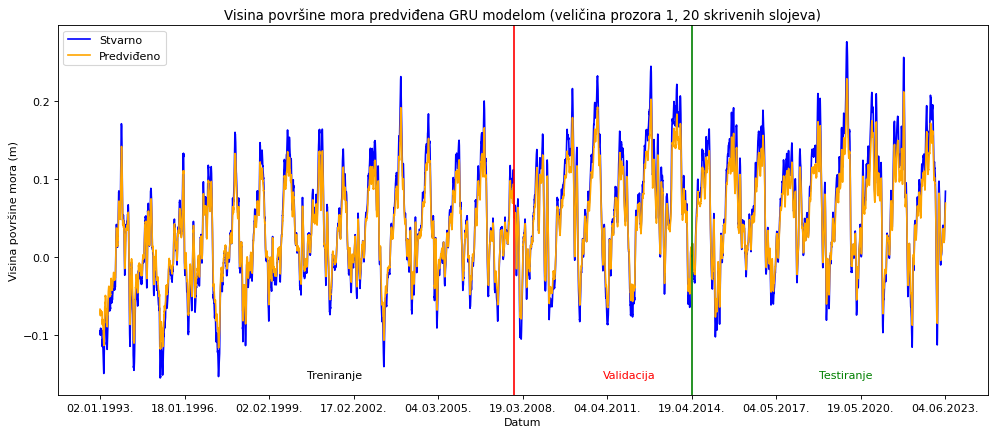 Visina površine mora predviđena GRU modelom (veličina prozora 1, 20 skrivenih slojeva)
Stvarno
Predviđeno
Visina površine mora (m)
0.2
0.1
0.0
−0.1
Treniranje
Validacija
Testiranje
02.01.1993.
18.01.1996.
02.02.1999.
17.02.2002.
04.03.2005.
19.03.2008.
04.04.2011.
19.04.2014.
04.05.2017.
19.05.2020.
04.06.2023.
Datum